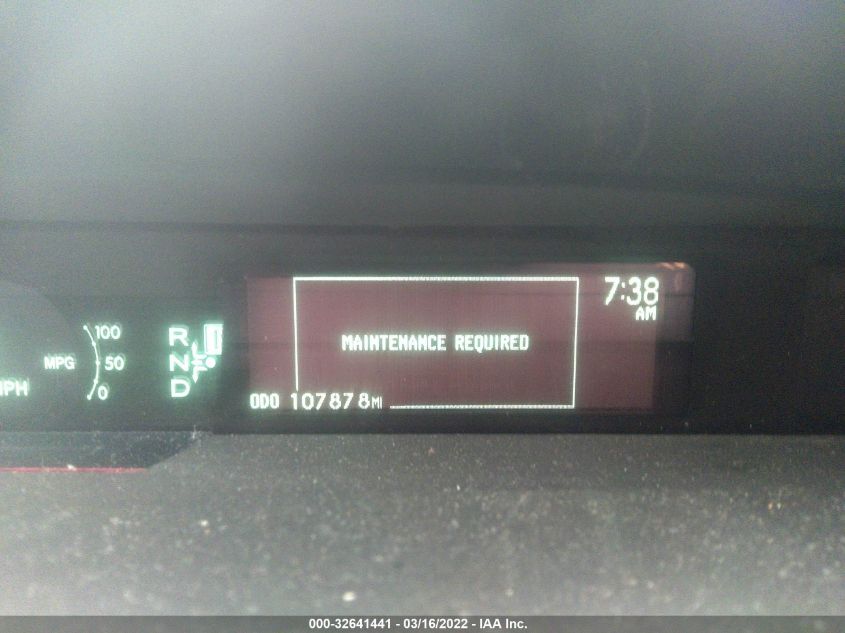 7:38
AM
100
MPG 50
0
MPH
R
N
D
MAINTENANCE REQUIRED
ODO 107878 MI
000-32641441 - 03/16/2022 - IAA Inc.